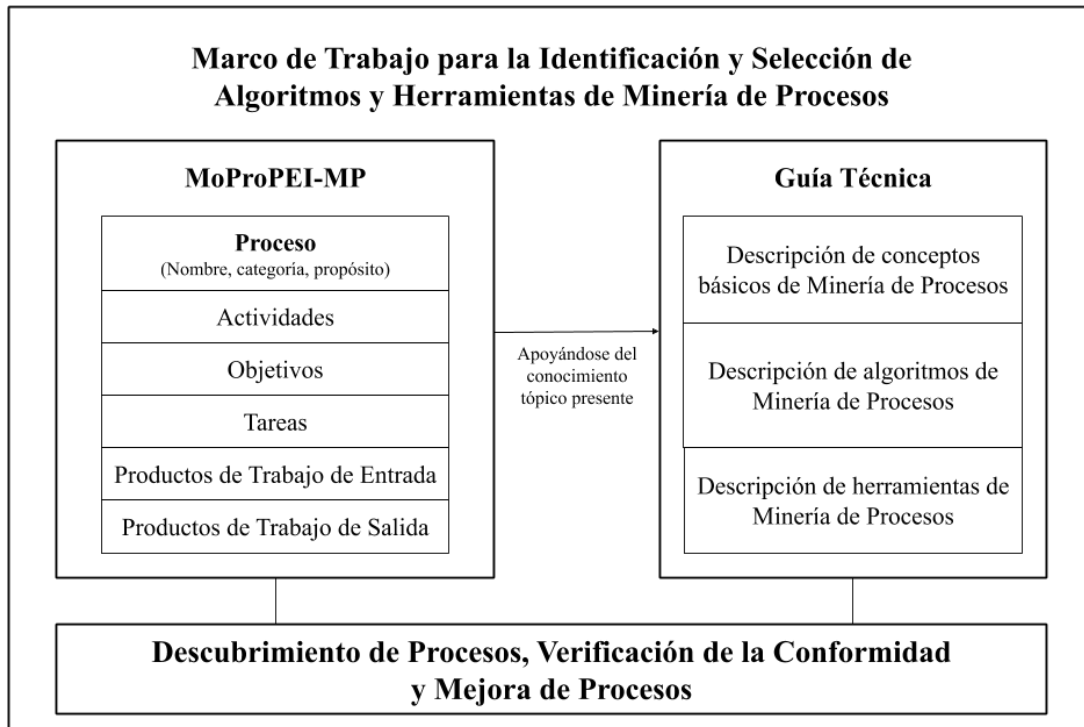 Marco de Trabajo para la Identificación y Selección de
Algoritmos y Herramientas de Minería de Procesos
MoProPEI-MP
Proceso
(Nombre, categoría, propósito)
Actividades
Objetivos
Tareas
Productos de Trabajo de Entrada
Productos de Trabajo de Salida
Apoyándose del
conocimiento
tópico presente
Guía Técnica
Descripción de conceptos
básicos de Minería de Procesos
Descripción de algoritmos de
Minería de Procesos
Descripción de herramientas de
Minería de Procesos
Descubrimiento de Procesos, Verificación de la Conformidad
y Mejora de Procesos